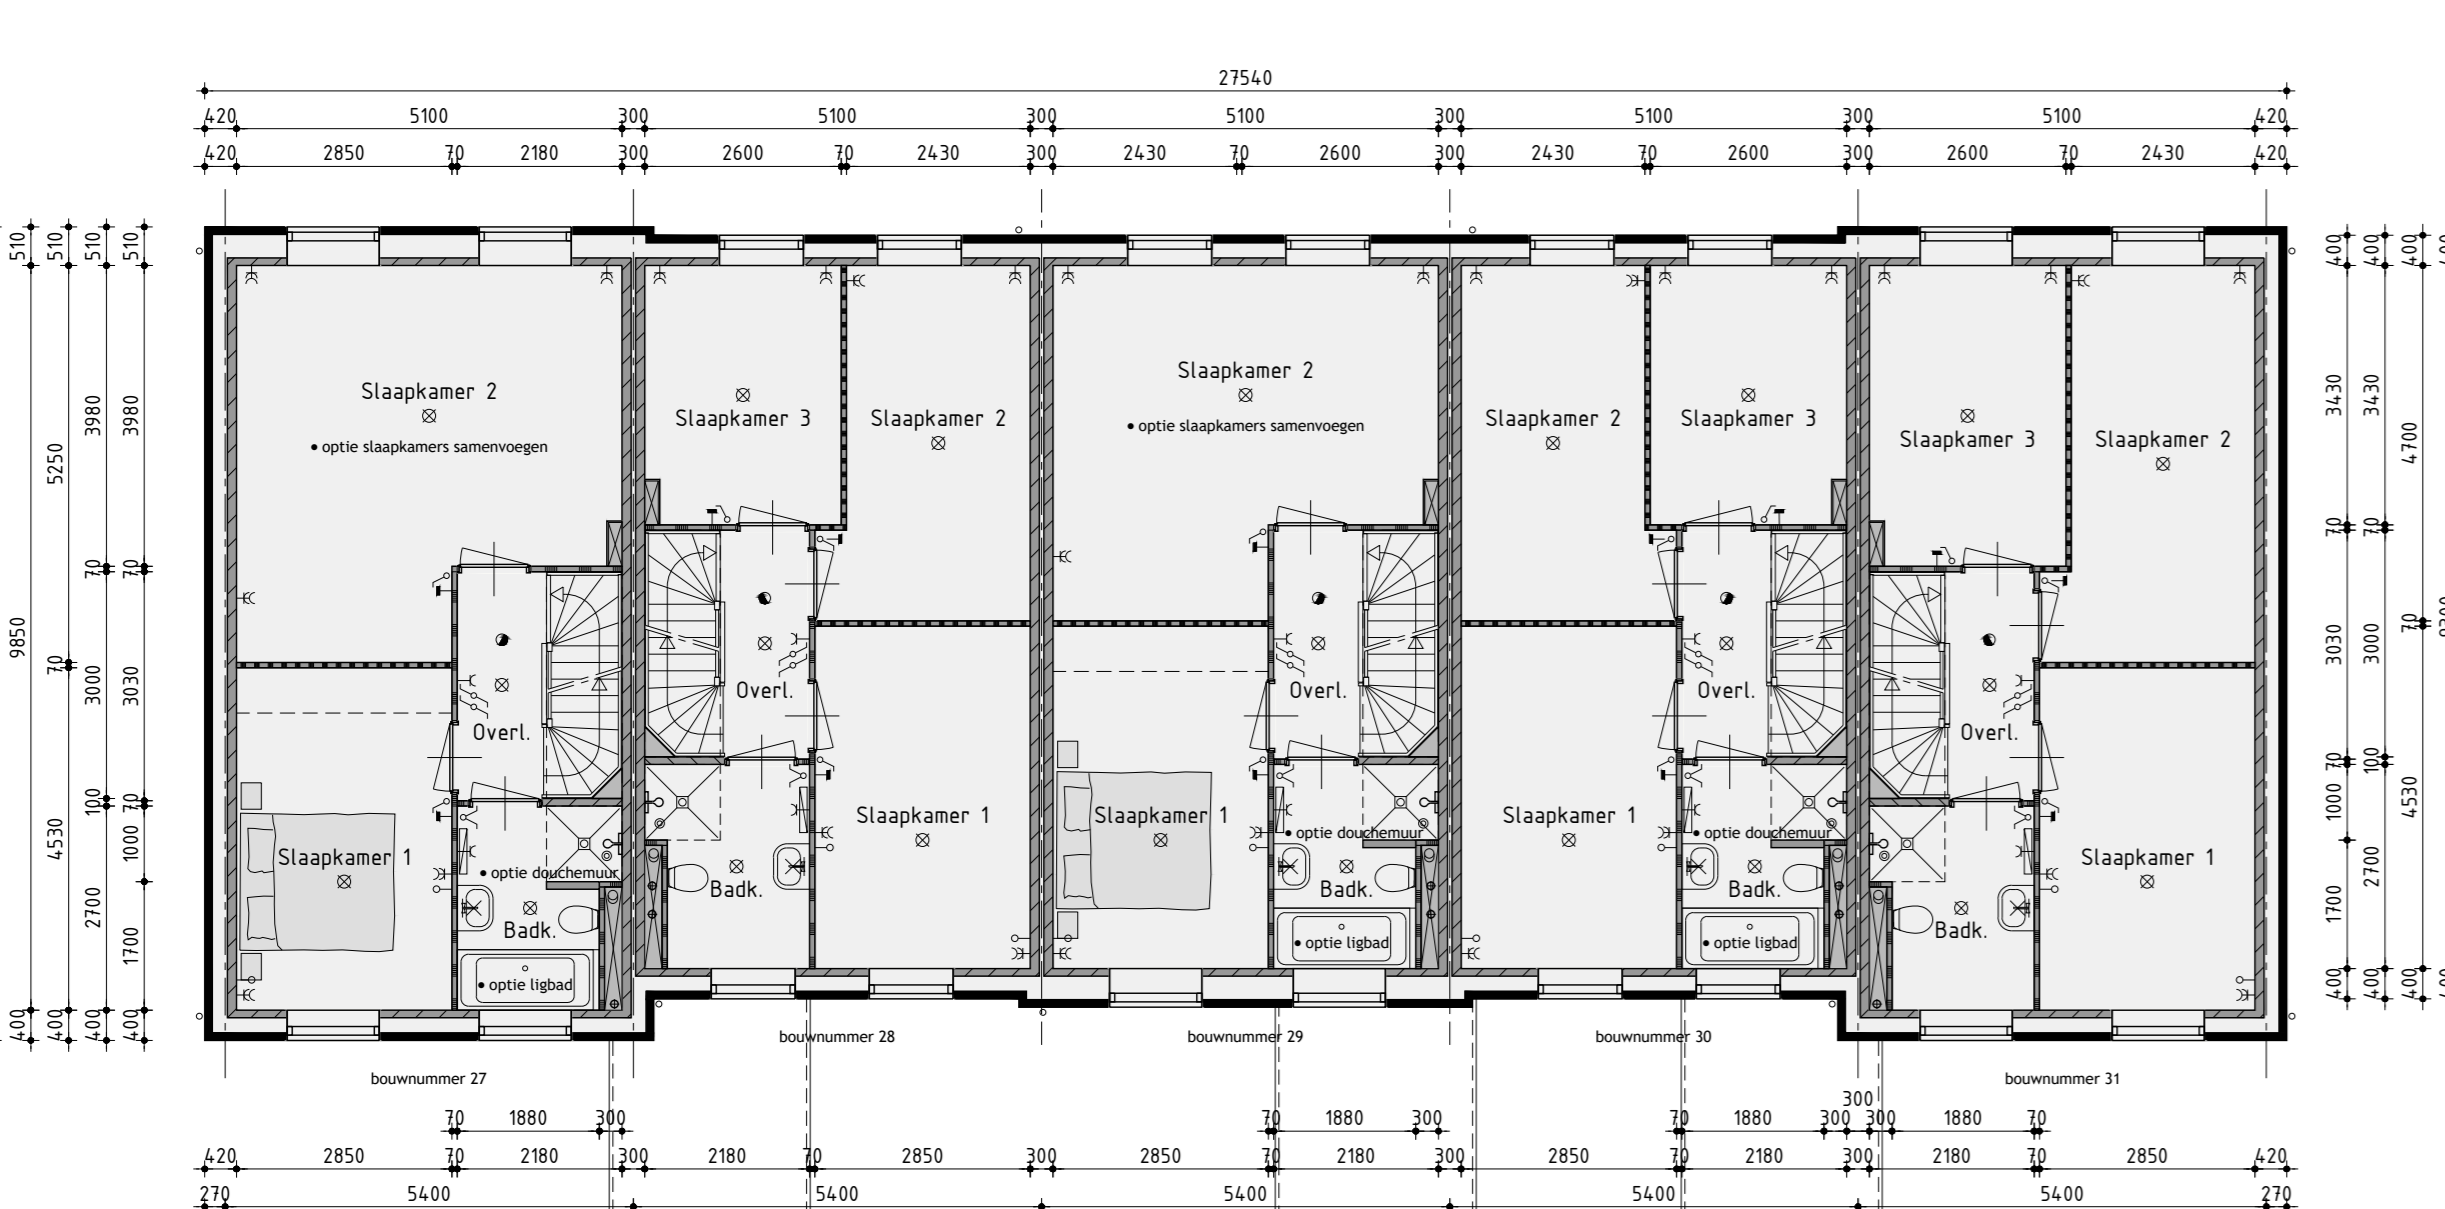 27540
420 5100 300 5100 300 5100 300 5100 300 5100 420
420 2850 70 2180 300 2600 70 2430 300 2430 70 2600 300 2430 70 2600 300 2600 70 2430 420
510 510 510 510
400 400 400
9850
5250 3980 3980
3430 3430 4700
70 70 70
70 70 70
3000 3030
3030 3000
4530 100 70 1000
70 100 1000 4530
2700 1700
1700 2700
400 400 400 400
400 400 400
Slaapkamer 2
• optie slaapkamers samenvoegen
Overl.
Slaapkamer 1
• optie douchemuur
Badk.
• optie ligbad
bouwnummer 27
Slaapkamer 3
Slaapkamer 2
Overl.
Slaapkamer 1
Badk.
bouwnummer 28
Slaapkamer 2
• optie slaapkamers samenvoegen
Overl.
Slaapkamer 1
• optie douchemuur
Badk.
• optie ligbad
bouwnummer 29
Slaapkamer 2
Slaapkamer 3
Overl.
Slaapkamer 1
• optie douchemuur
Badk.
• optie ligbad
bouwnummer 30
Slaapkamer 3
Slaapkamer 2
Overl.
Slaapkamer 1
Badk.
bouwnummer 31
300
70 1880 300 70 1880 300 70 1880 300 300 1880 70
420 2850 70 2180 300 2180 70 2850 300 2850 70 2180 300 2850 70 2180 300 2180 70 2850 420
270 5400 5400 5400 5400 5400 270